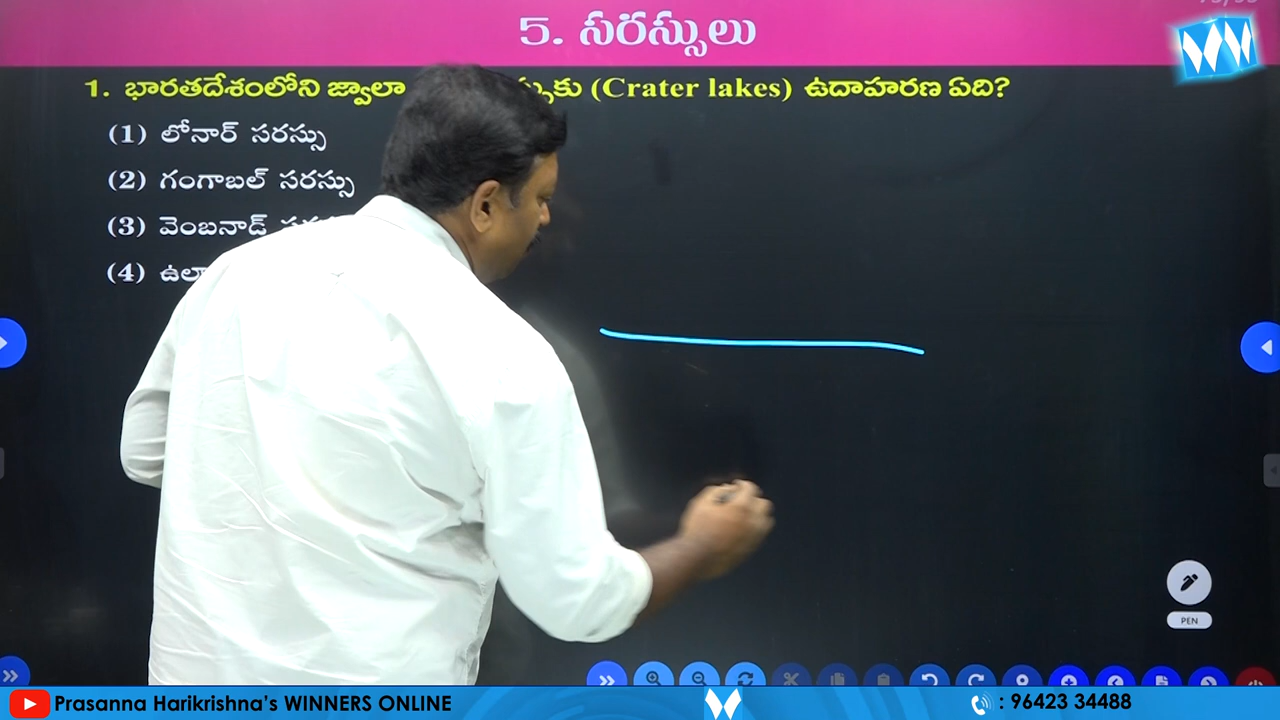 5. సరస్సులు
1. భారతదేశంలోని జ్వాలా (Crater lakes) ఉదాహరణ ఏది?
(1) లోనార్ సరస్సు
(2) గంగాబల్ సరస్సు
(3) వెంబనాడ్
(4)
PEN
Prasanna Harikrishna's WINNERS ONLINE
: 96423 34488